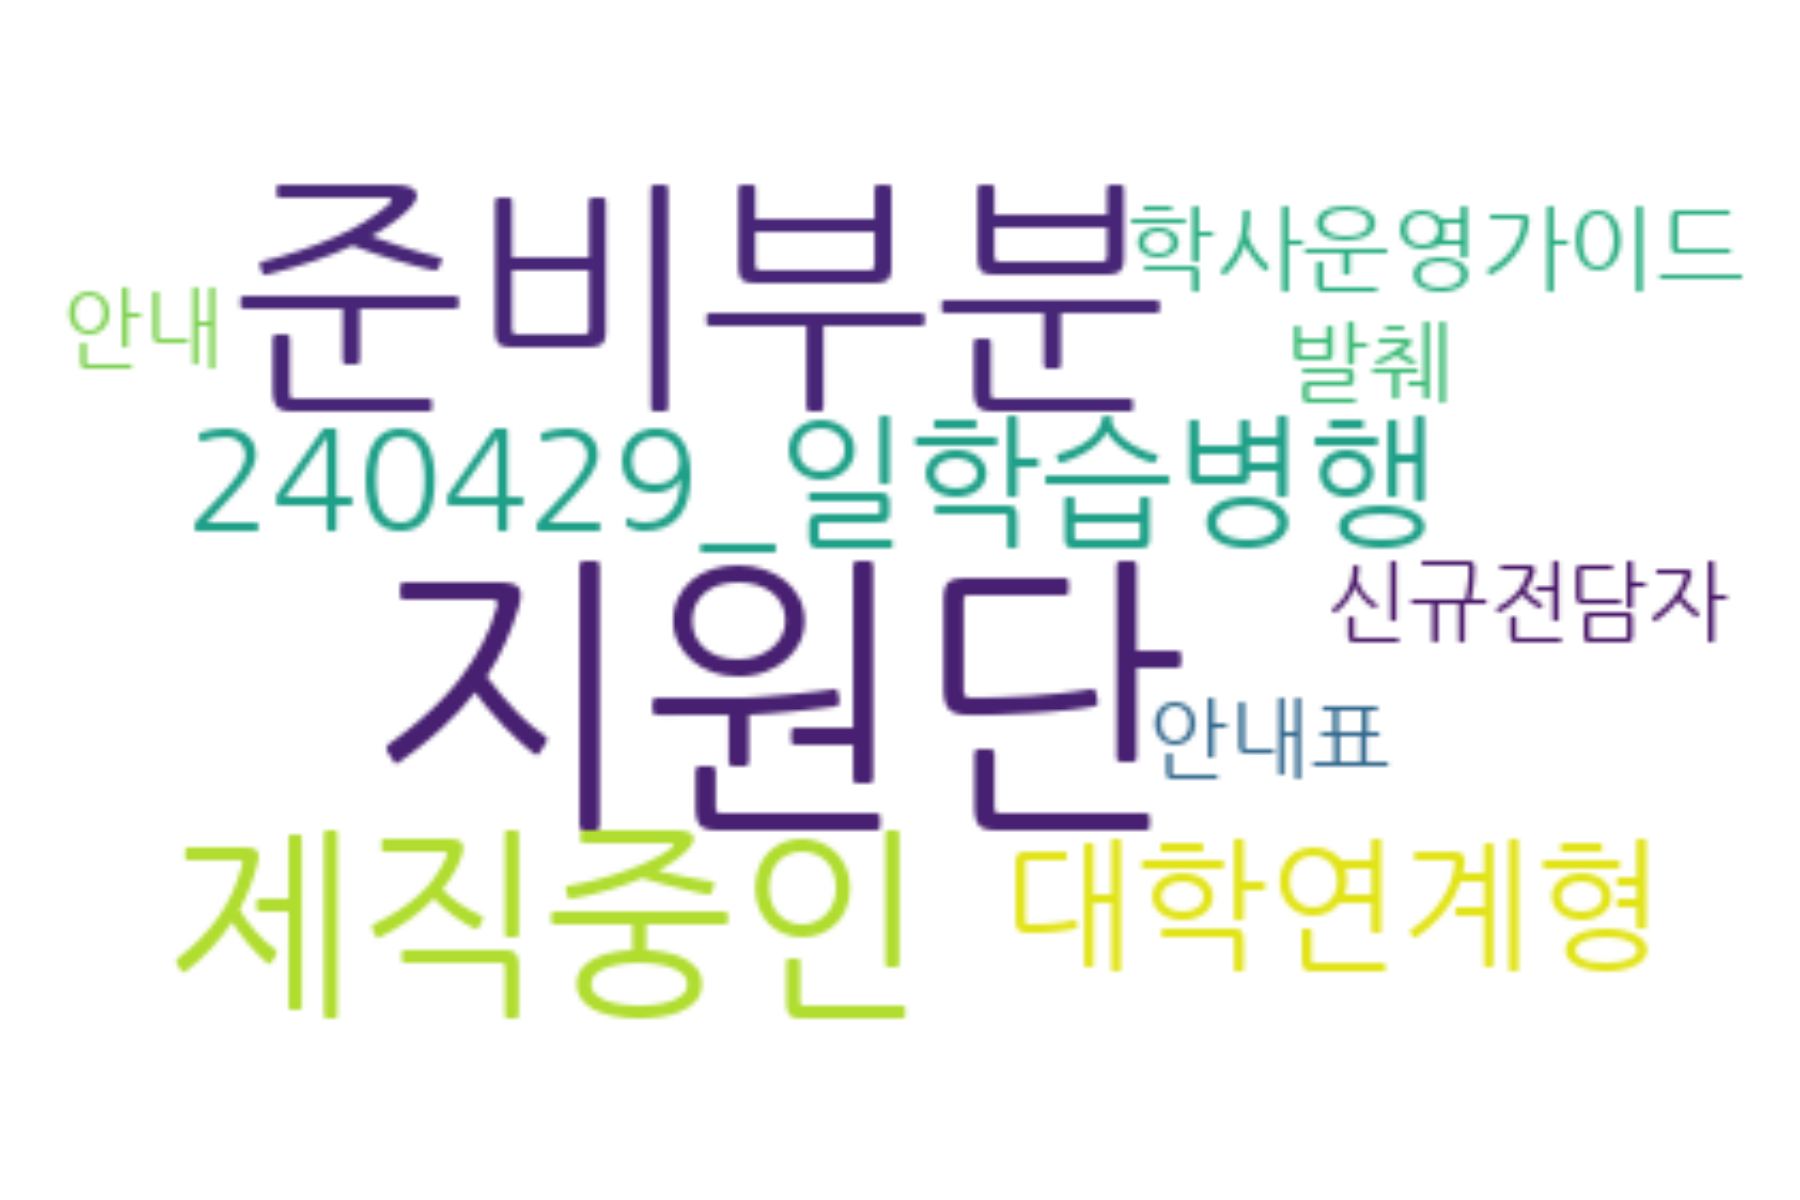 준비부분
학사운영가이드
안내
발췌
240429_일학습병행
지원단
신규전담자
안내표
제직중인
대학연계형